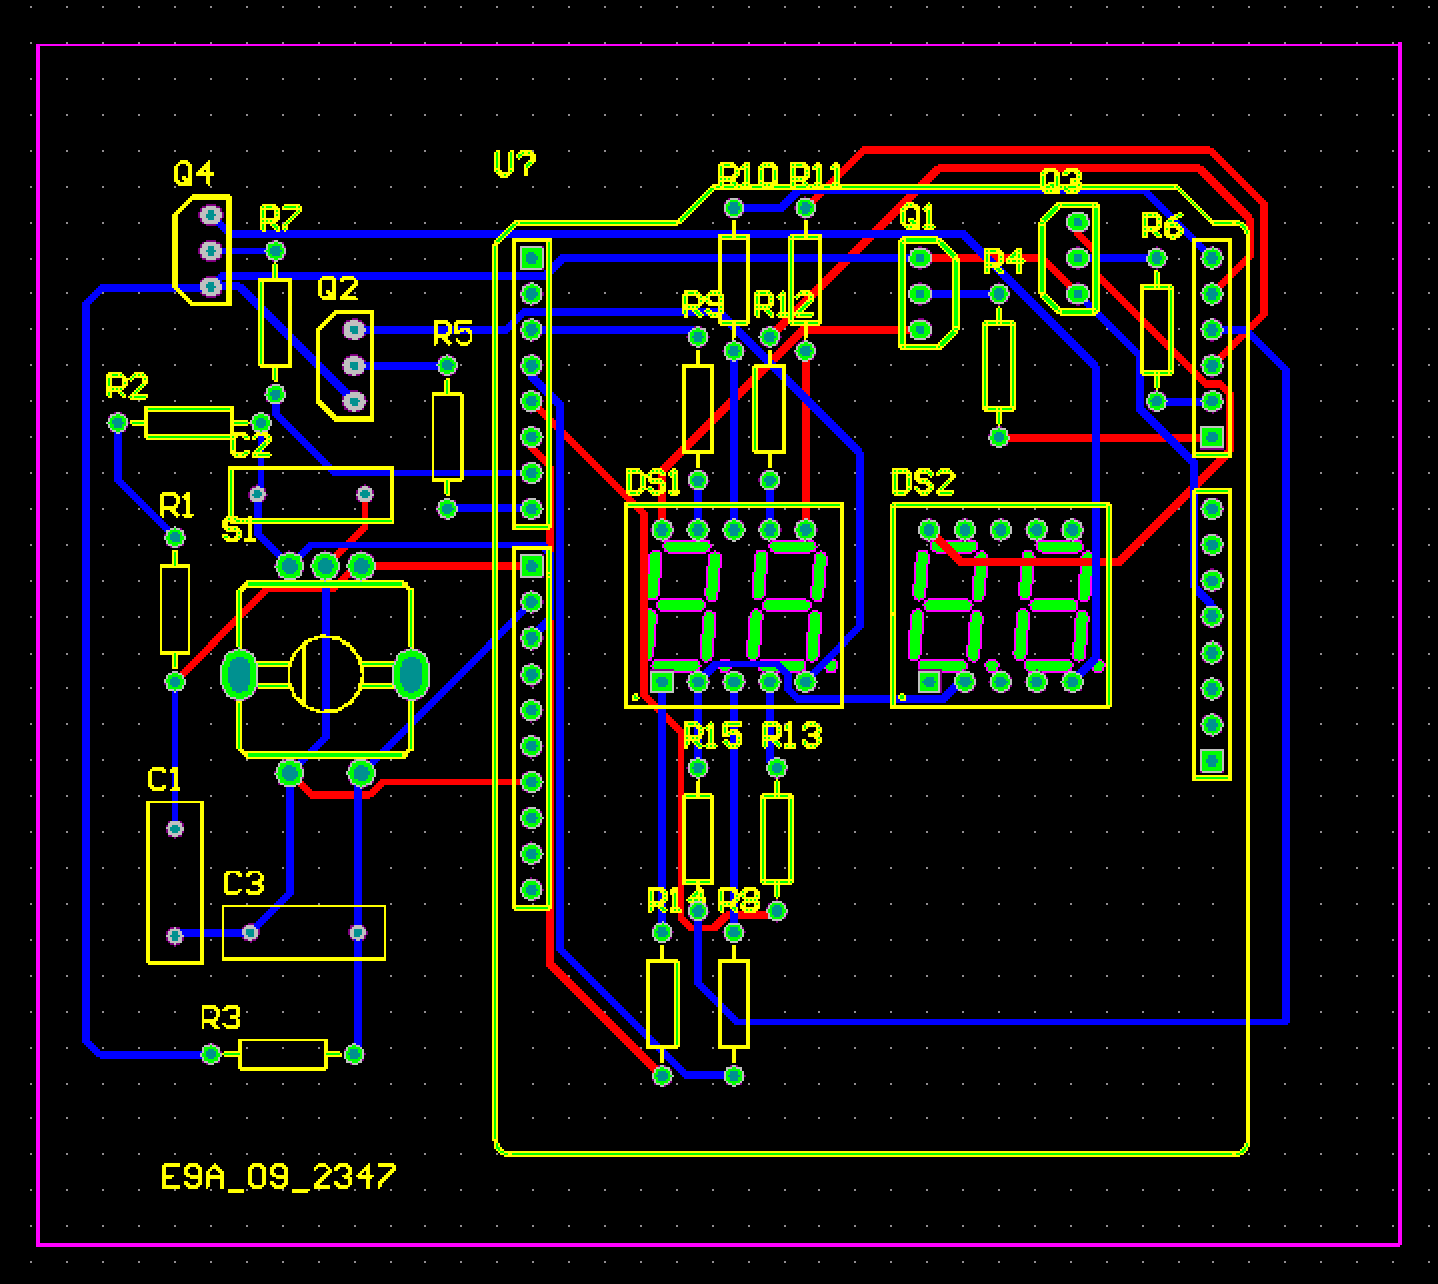 U?
Q4
R10 R11
Q3
R7
Q1
R6
R4
Q2
R9 R12
R5
R2
C2
DS1
DS2
R1
S1
R15 R13
C1
C3
R14 R8
R3
E9A_09_2347